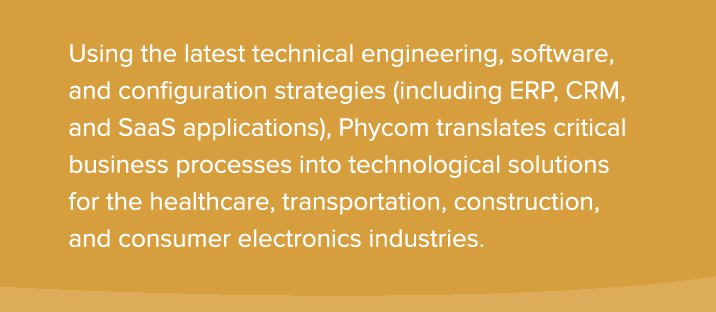 Using the latest technical engineering, software,
and configuration strategies (including ERP, CRM,
and SaaS applications), Phycom translates critical
business processes into technological solutions
for the healthcare, transportation, construction,
and consumer electronics industries.